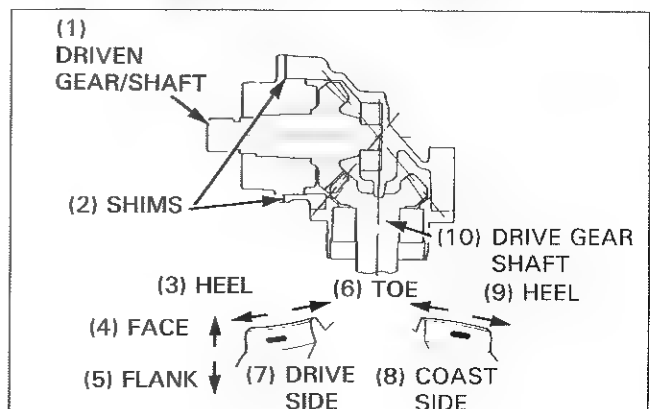 (1)
DRIVEN
GEAR/SHAFT
(2) SHIMS
(10) DRIVE GEAR
SHAFT
(3) HEEL
(6) TOE
(9) HEEL
(4) FACE
(5) FLANK
(7) DRIVE
SIDE
(8) COAST
SIDE